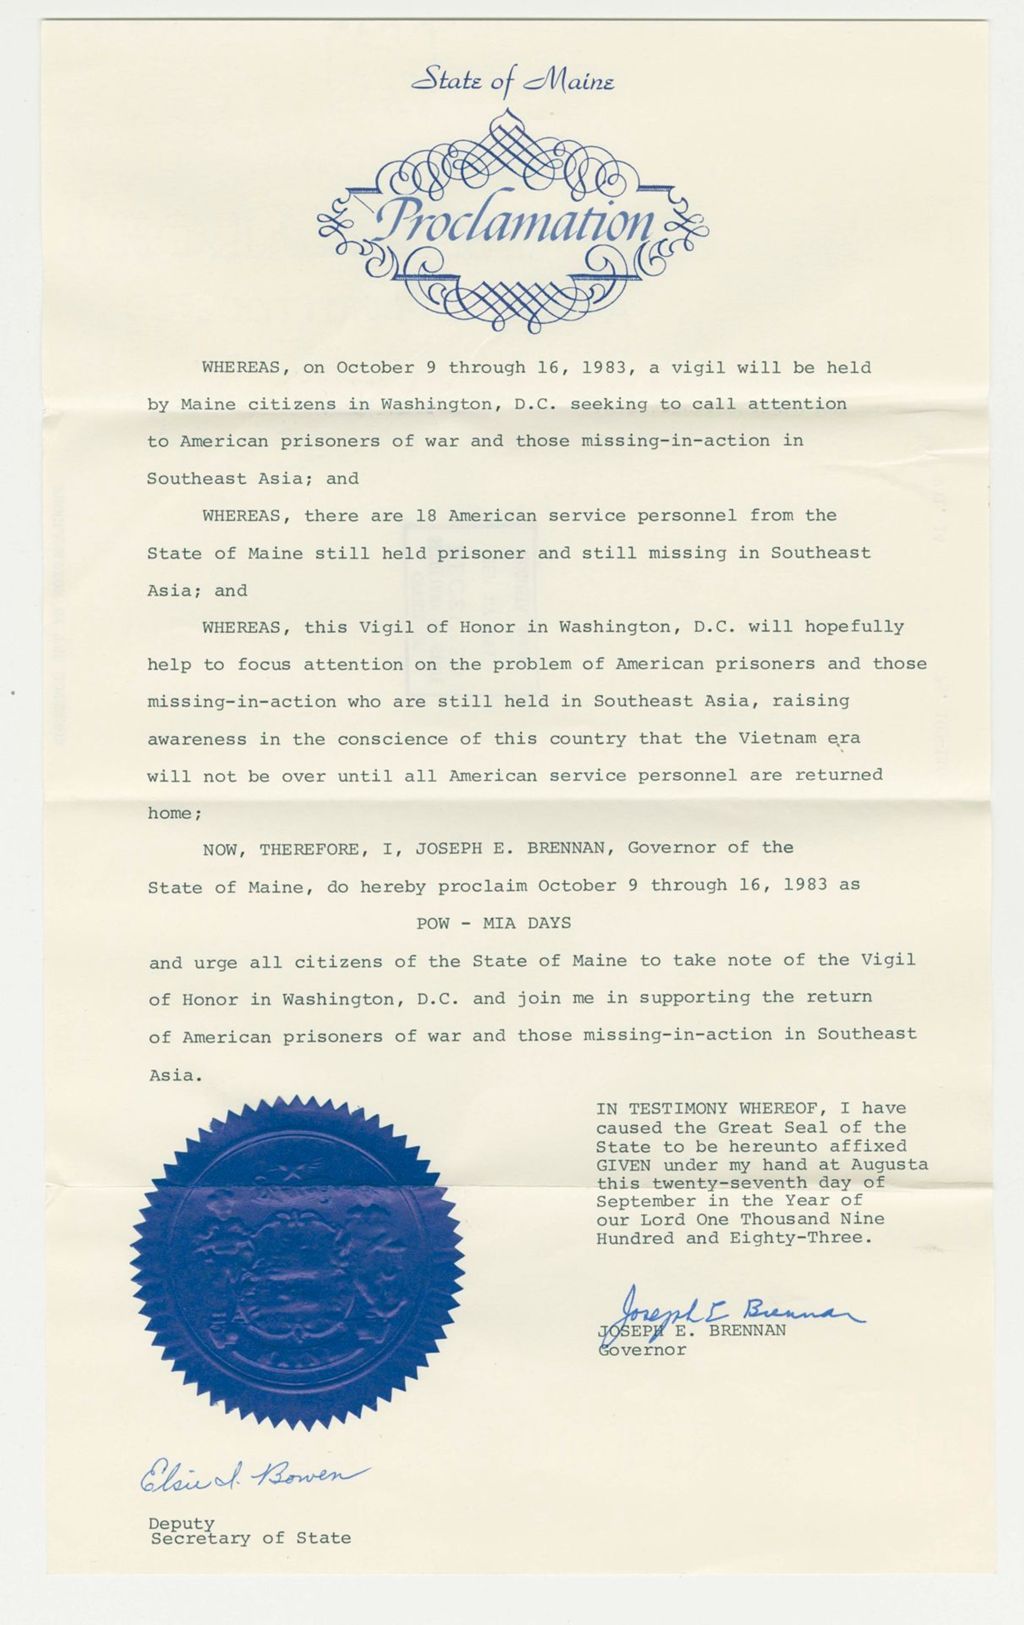 State of Maine
Proclamation
WHEREAS, on October 9 through 16, 1983, a vigil will be held
by Maine citizens in Washington, D.C. seeking to call attention
to American prisoners of war and those missing-in-action in
Southeast Asia; and
WHEREAS, there are 18 American service personnel from the
State of Maine still held prisoner and still missing in Southeast
Asia; and
WHEREAS, this Vigil of Honor in Washington, D.C. will hopefully
help to focus attention on the problem of American prisoners and those
missing-in-action who are still held in Southeast Asia, raising
awareness in the conscience of this country that the Vietnam era
will not be over until all American service personnel are returned
home;
NOW, THEREFORE, I, JOSEPH E. BRENNAN, Governor of the
State of Maine, do hereby proclaim October 9 through 16, 1983 as
POW - MIA DAYS
and urge all citizens of the State of Maine to take note of the Vigil
of Honor in Washington, D.C. and join me in supporting the return
of American prisoners of war and those missing-in-action in Southeast
Asia.
IN TESTIMONY WHEREOF, I have
caused the Great Seal of the
State to be hereunto affixed
GIVEN under my hand at Augusta
this twenty-seventh day of
September in the Year of
our Lord One Thousand Nine
Hundred and Eighty-Three.
Joseph E Brennan
JOSEPH E. BRENNAN
Governor
Elsie I. Bowen
Deputy
Secretary of State